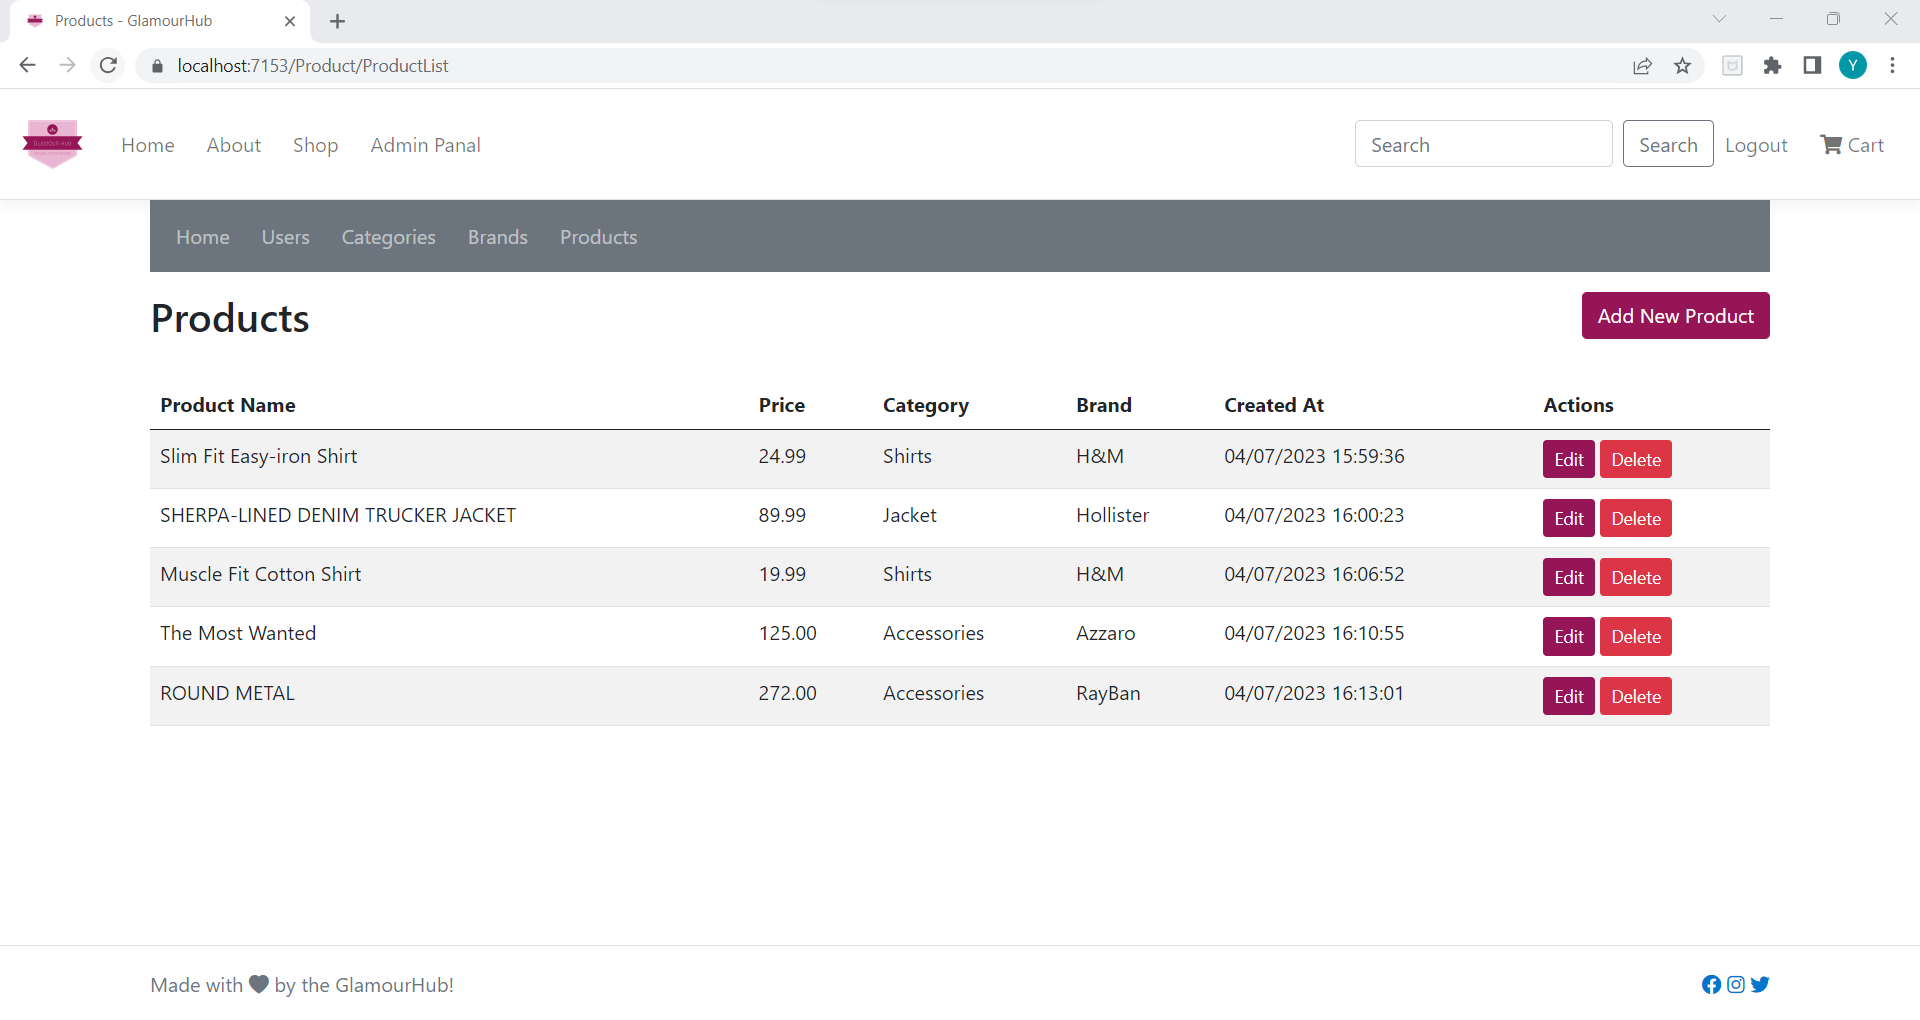 Products - GlamourHub
localhost:7153/Product/ProductList
Y
GLAMOUR HUB
Home About Shop Admin Panal Search Search Logout Cart
Home Users Categories Brands Products
Products Add New Product
Product Name Price Category Brand Created At Actions
Slim Fit Easy-iron Shirt 24.99 Shirts H&M 04/07/2023 15:59:36 Edit Delete
SHERPA-LINED DENIM TRUCKER JACKET 89.99 Jacket Hollister 04/07/2023 16:00:23 Edit Delete
Muscle Fit Cotton Shirt 19.99 Shirts H&M 04/07/2023 16:06:52 Edit Delete
The Most Wanted 125.00 Accessories Azzaro 04/07/2023 16:10:55 Edit Delete
ROUND METAL 272.00 Accessories RayBan 04/07/2023 16:13:01 Edit Delete
Made with by the GlamourHub!